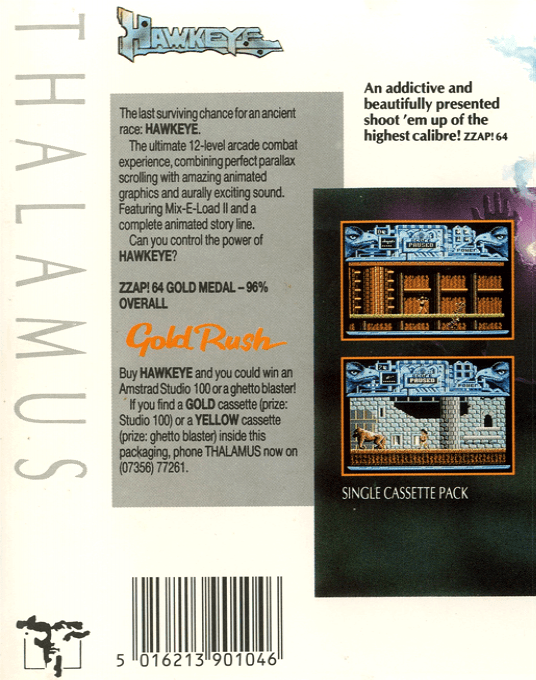 THALAMUS
HAWKEYE
The last surviving chance for an ancient
race: HAWKEYE.
The ultimate 12-level arcade combat
experience, combining perfect parallax
scrolling with amazing animated
graphics and aurally exciting sound.
Featuring Mix-E-Load II and a
complete animated story line.
Can you control the power of
HAWKEYE?
ZZAP! 64 GOLD MEDAL – 96%
OVERALL
Gold Rush
Buy HAWKEYE and you could win an
Amstrad Studio 100 or a ghetto blaster!
If you find a GOLD cassette (prize:
Studio 100) or a YELLOW cassette
(prize: ghetto blaster) inside this
packaging, phone THALAMUS now on
(07356) 77261.
An addictive and
beautifully presented
shoot 'em up of the
highest calibre! ZZAP! 64
PAUSED
POWER
PAUSED
POWER
SINGLE CASSETTE PACK
5 016213 901046